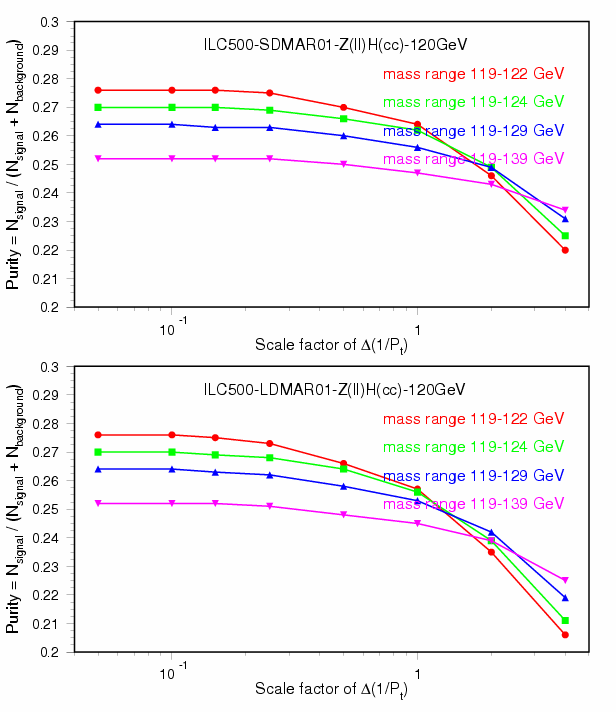 0.3
ILC500-SDMAR01-Z(ll)H(cc)-120GeV
0.29
mass range 119-122 GeV
0.28
mass range 119-124 GeV
0.27
mass range 119-129 GeV
0.26
mass range 119-139 GeV
0.25
0.24
0.23
0.22
0.21
0.2
Purity = N_signal / (N_signal + N_background)
10^-1
1
Scale factor of Δ(1/P_t)
0.3
ILC500-LDMAR01-Z(ll)H(cc)-120GeV
0.29
mass range 119-122 GeV
0.28
mass range 119-124 GeV
0.27
mass range 119-129 GeV
0.26
mass range 119-139 GeV
0.25
0.24
0.23
0.22
0.21
0.2
Purity = N_signal / (N_signal + N_background)
10^-1
1
Scale factor of Δ(1/P_t)